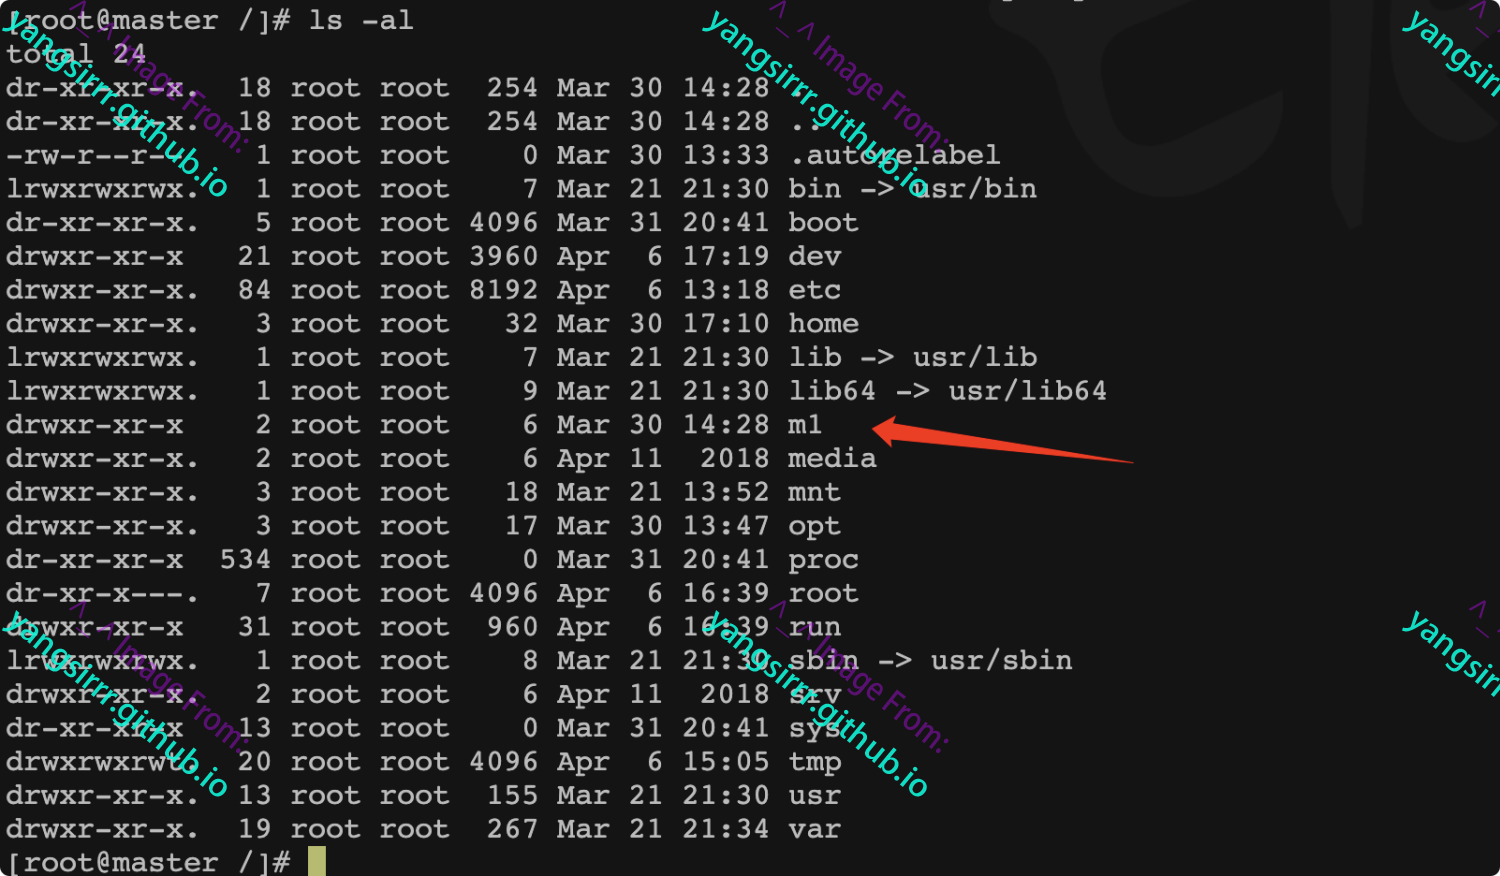 [root@master /]# ls -al
total 24
dr-xr-xr-x.  18 root root  254 Mar 30 14:28 .
dr-xr-xr-x.  18 root root  254 Mar 30 14:28 ..
-rw-r--r--   1 root root    0 Mar 30 13:33 .autorelabel
lrwxrwxrwx.   1 root root    7 Mar 21 21:30 bin -> usr/bin
dr-xr-xr-x.   5 root root 4096 Mar 31 20:41 boot
drwxr-xr-x   21 root root 3960 Apr  6 17:19 dev
drwxr-xr-x.  84 root root 8192 Apr  6 13:18 etc
drwxr-xr-x.   3 root root   32 Mar 30 17:10 home
lrwxrwxrwx.   1 root root    7 Mar 21 21:30 lib -> usr/lib
lrwxrwxrwx.   1 root root    9 Mar 21 21:30 lib64 -> usr/lib64
drwxr-xr-x    2 root root    6 Mar 30 14:28 m1
drwxr-xr-x.   2 root root    6 Apr 11  2018 media
drwxr-xr-x.   3 root root   18 Mar 21 13:52 mnt
drwxr-xr-x.   3 root root   17 Mar 30 13:47 opt
dr-xr-xr-x  534 root root    0 Mar 31 20:41 proc
dr-xr-x---.   7 root root 4096 Apr  6 16:39 root
drwxr-xr-x   31 root root  960 Apr  6 16:39 run
lrwxrwxrwx.   1 root root    8 Mar 21 21:30 sbin -> usr/sbin
drwxr-xr-x.   2 root root    6 Apr 11  2018 srv
dr-xr-xr-x   13 root root    0 Mar 31 20:41 sys
drwxrwxrwt.  20 root root 4096 Apr  6 15:05 tmp
drwxr-xr-x.  13 root root  155 Mar 21 21:30 usr
drwxr-xr-x.  19 root root  267 Mar 21 21:34 var
[root@master /]#
^_^ Image From:
yangsirr.github.io
^_^ Image From:
yangsirr.github.io
^_^
yangsirr
^_^ Image From:
yangsirr.github.io
^_^ Image From:
yangsirr.github.io
^_^
yangsirr